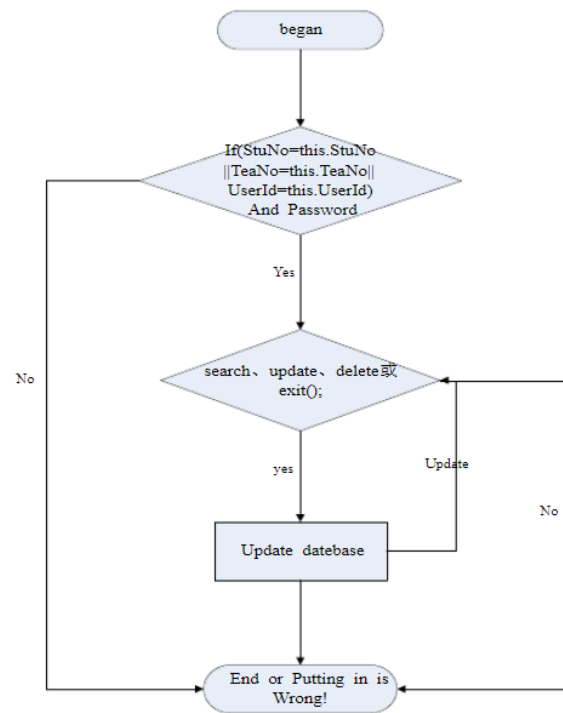 began
If(StuNo=this.StuNo
||TeaNo=this.TeaNo||
UserId=this.UserId)
And Password
Yes
No
search、update、delete或
exit();
yes
Update
No
Update datebase
End or Putting in is
Wrong!